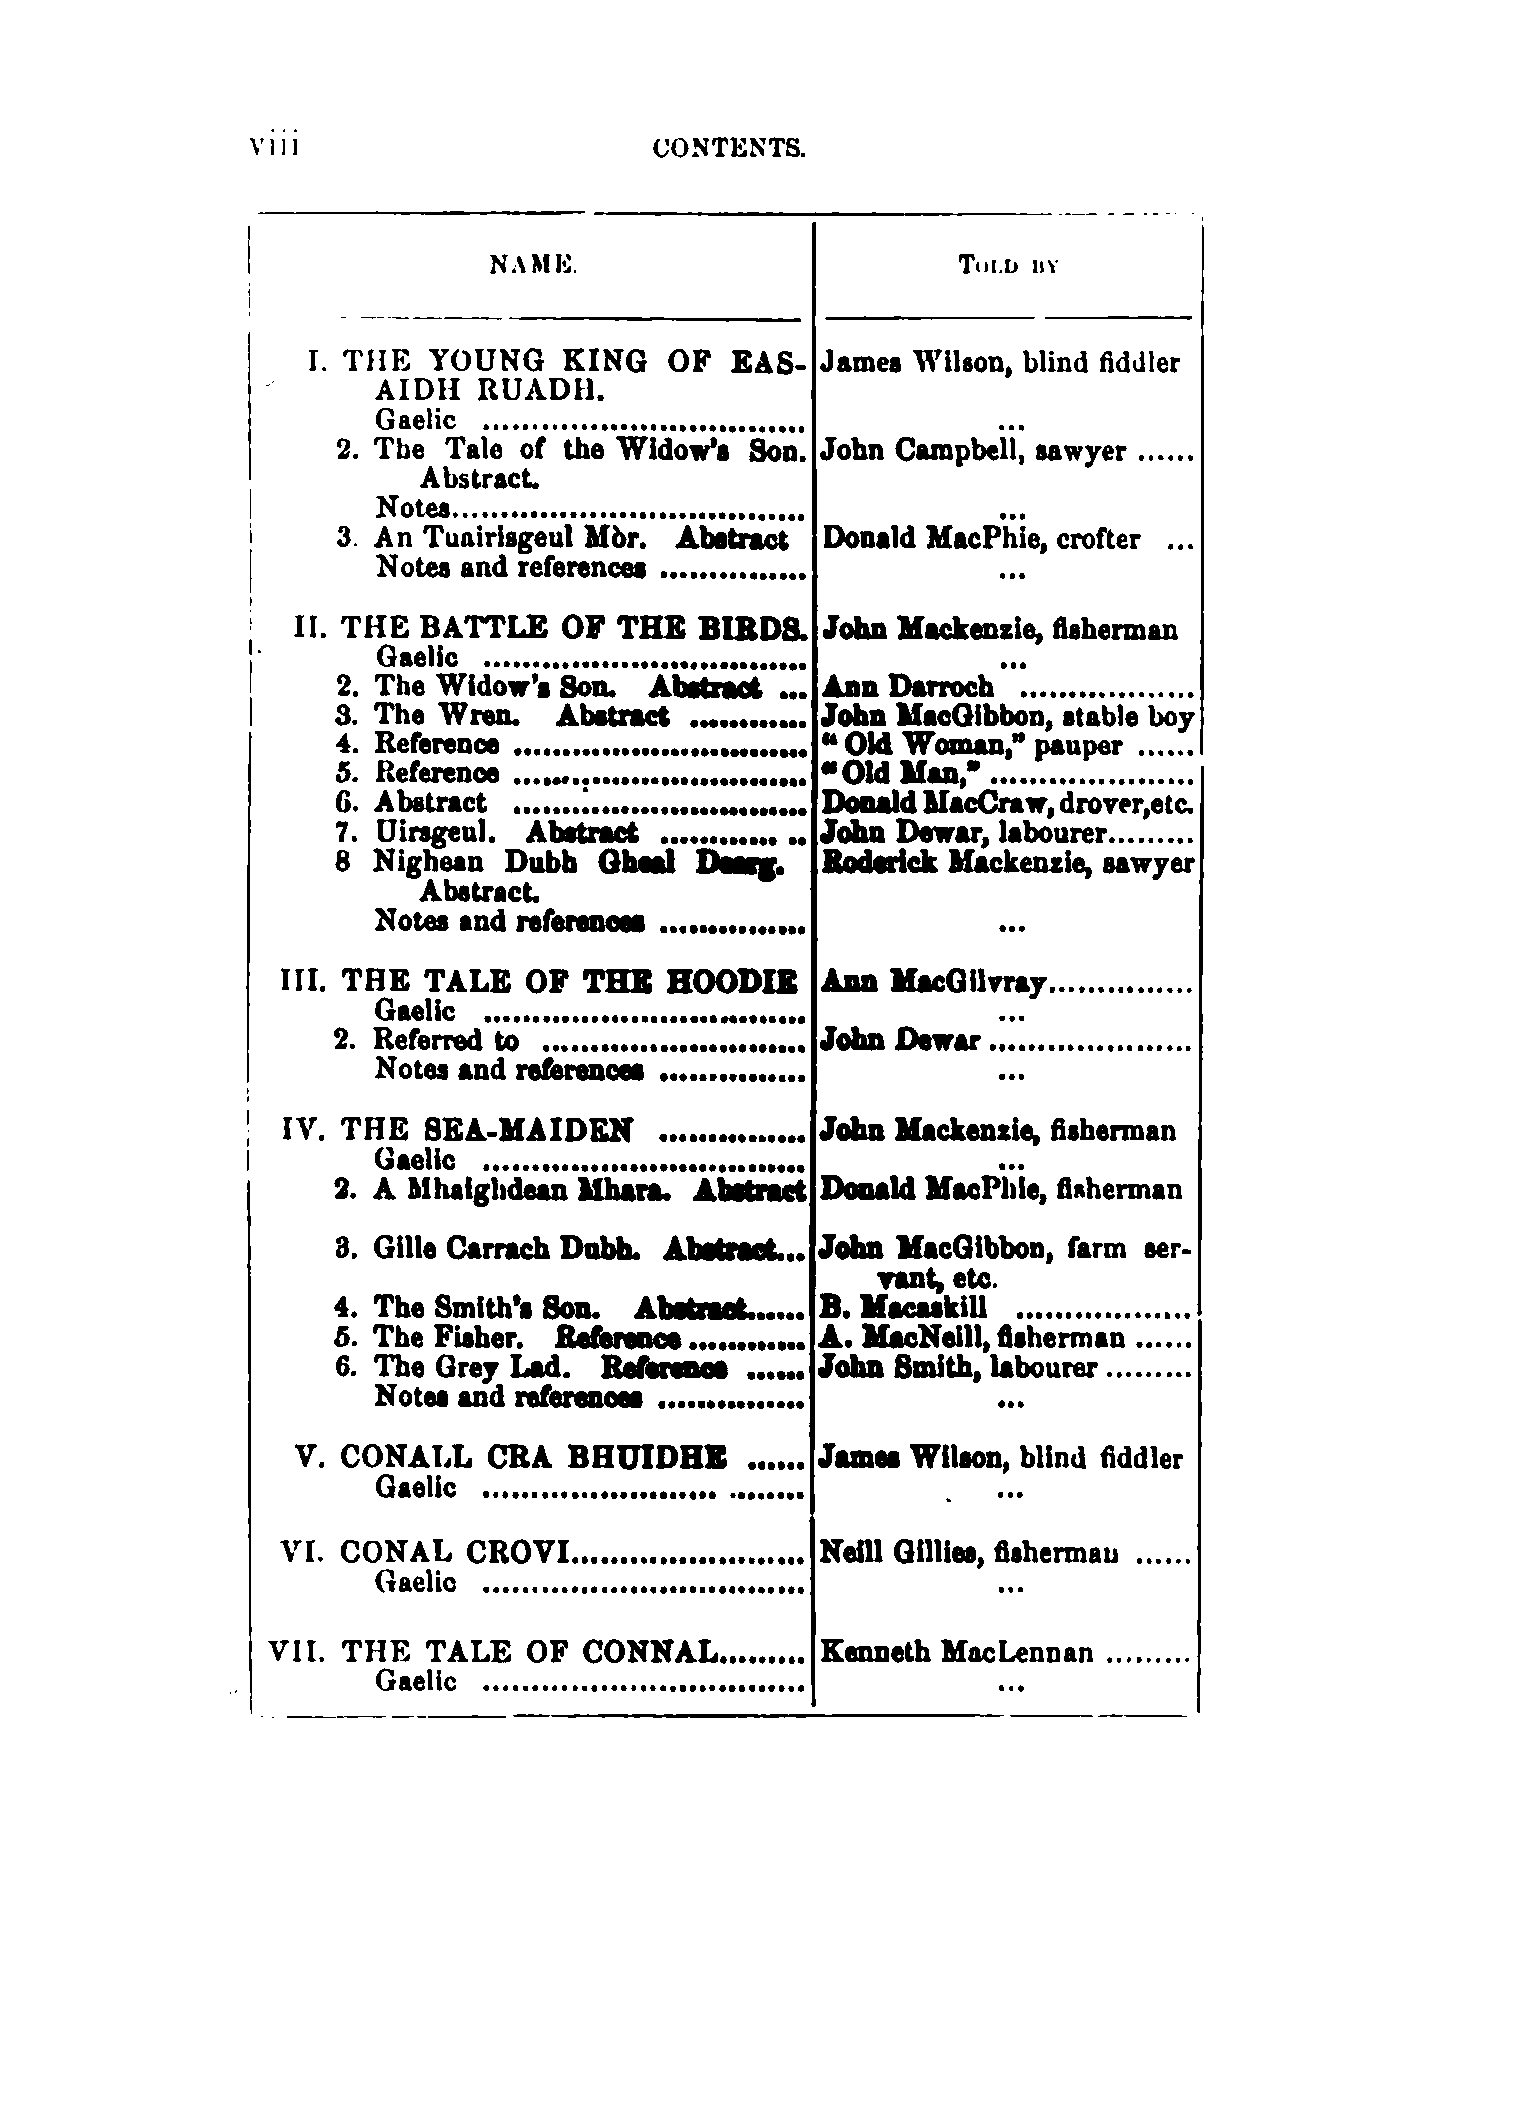 viii CONTENTS.
NAME. TOLD BY
I. THE YOUNG KING OF EAS- James Wilson, blind fiddler
AIDH RUADH.
Gaelic ................................ ...
2. The Tale of the Widow's Son. John Campbell, sawyer ......
Abstract.
Notes................................... ...
3. An Tuairisgeul Mòr. Abstract Donald MacPhie, crofter ...
Notes and references ............... ...
II. THE BATTLE OF THE BIRDS. John Mackenzie, fisherman
Gaelic ................................ ...
2. The Widow's Son. Abstract ... Ann Darroch ..................
3. The Wren. Abstract ............ John MacGibbon, stable boy
4. Reference .............................. "Old Woman," pauper ......
5. Reference .............................. "Old Man," .....................
6. Abstract .............................. Donald MacCraw, drover, etc.
7. Uirsgeul. Abstract ............ .. John Dewar, labourer.........
8 Nighean Dubh Gheal Dearg. Roderick Mackenzie, sawyer
Abstract.
Notes and references ............... ...
III. THE TALE OF THE HOODIE Ann MacGilvray...............
Gaelic ................................ ...
2. Referred to ........................... John Dewar .....................
Notes and references ............... ...
IV. THE SEA-MAIDEN ............... John Mackenzie, fisherman
Gaelic ................................ ...
2. A Mhaighdean Mhara. Abstract Donald MacPhie, fisherman
3. Gille Carrach Dubh. Abstract... John MacGibbon, farm ser-
vant, etc.
4. The Smith's Son. Abstract...... B. Macaskill ..................
5. The Fisher. Reference ............ A. MacNeill, fisherman ......
6. The Grey Lad. Reference ...... John Smith, labourer .........
Notes and references ............... ...
V. CONALL CRA BHUIDHE ...... James Wilson, blind fiddler
Gaelic ........................ ........ ...
VI. CONAL CROVI........................ Neill Gillies, fisherman ......
Gaelic ................................ ...
VII. THE TALE OF CONNAL......... Kenneth MacLennan .........
Gaelic ................................ ...